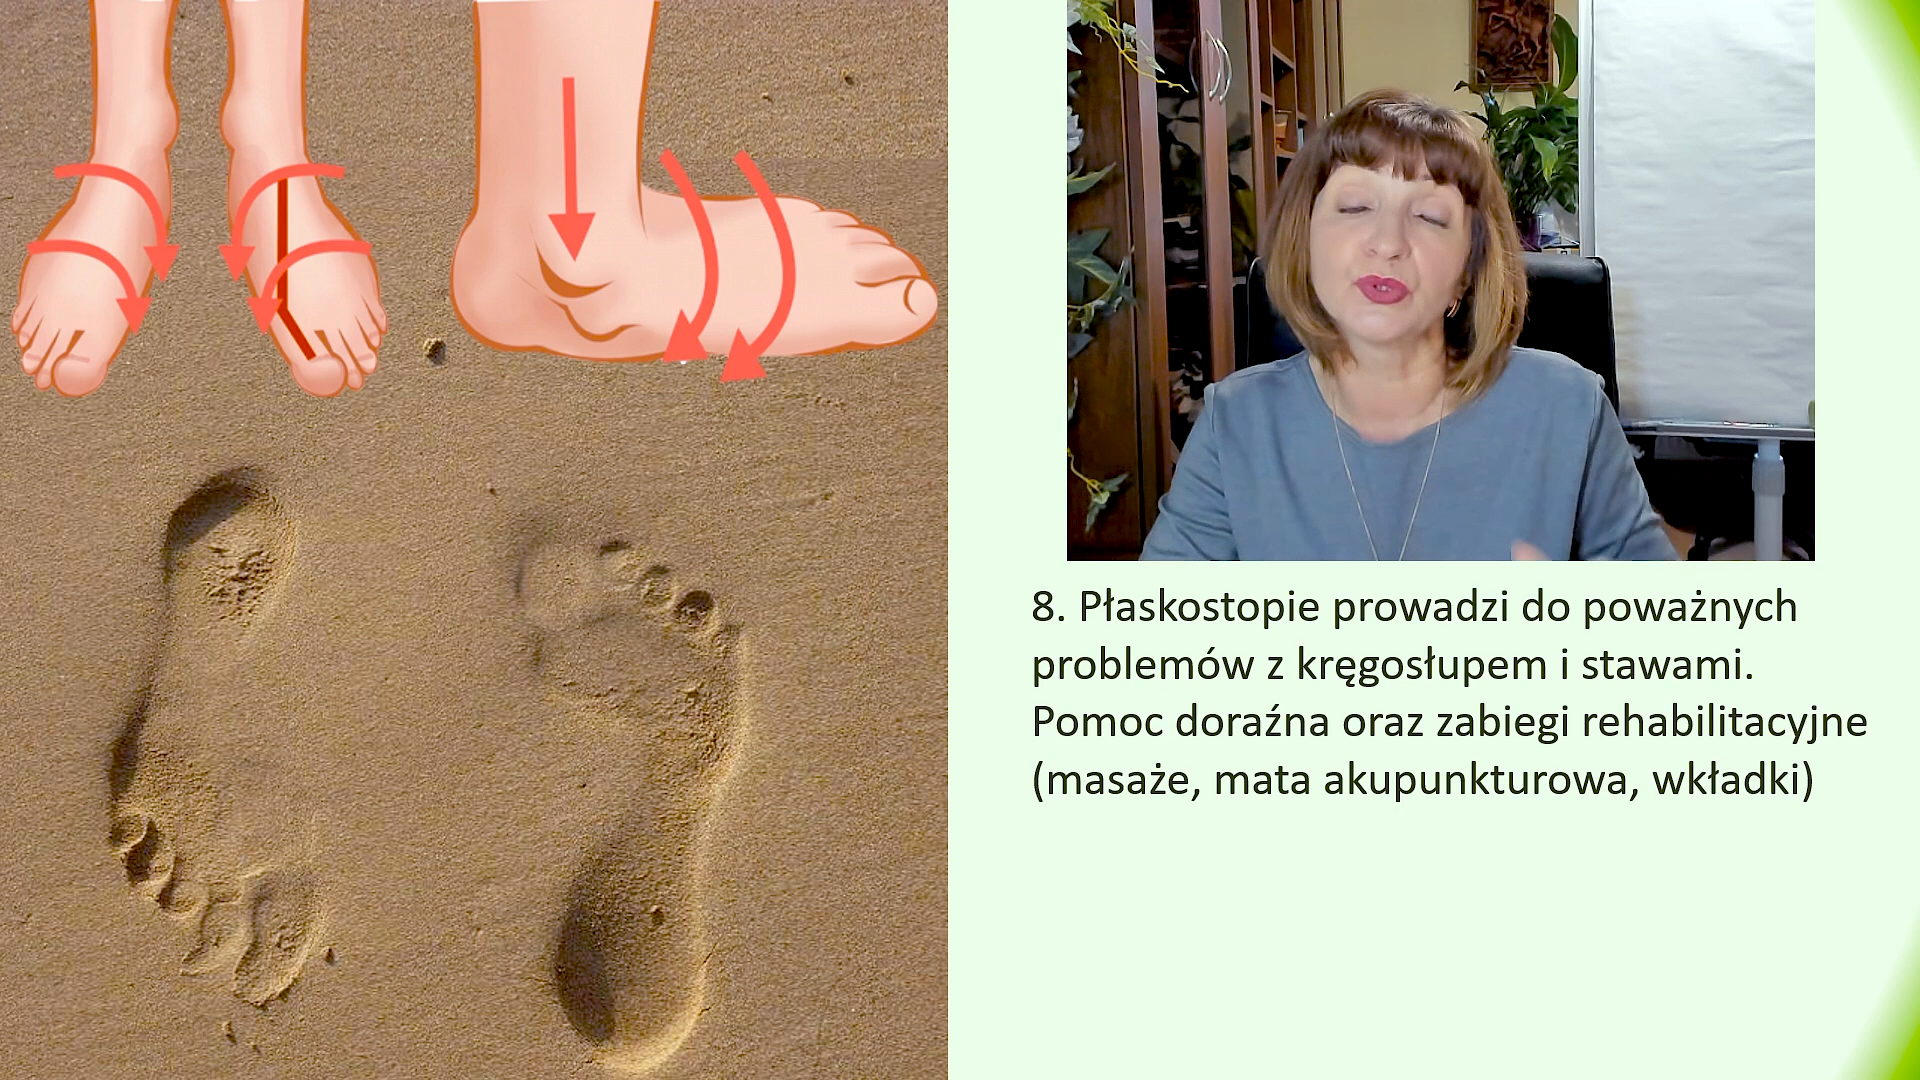 8. Płaskostopie prowadzi do poważnych
problemów z kręgosłupem i stawami.
Pomoc doraźna oraz zabiegi rehabilitacyjne
(masaże, mata akupunkturowa, wkładki)